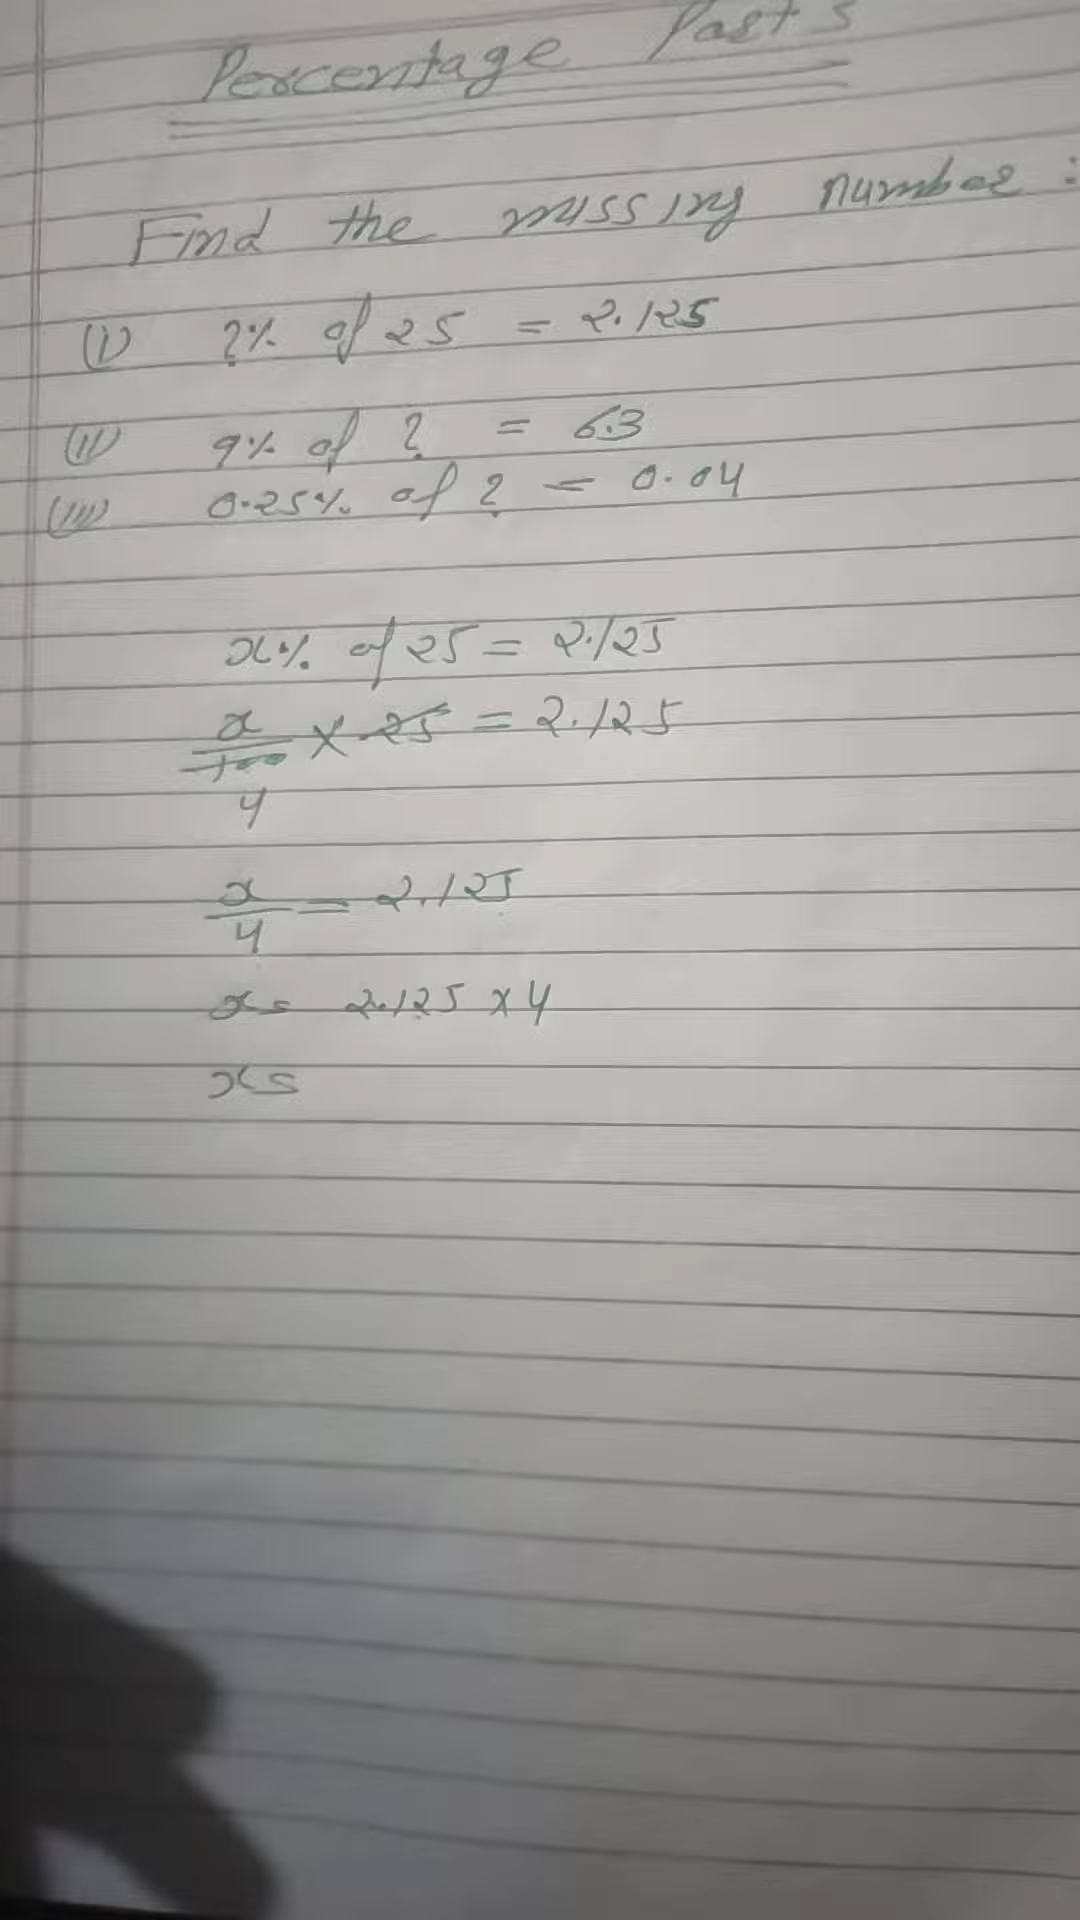 Percentage Part 5
Find the missing number :
(i) ?% of 25 = 2.125
(ii) 9% of ? = 6.3
(iii) 0.25% of ? = 0.04
x% of 25 = 2.125
x/100 × 25 = 2.125
4
x/4 = 2.125
x = 2.125 × 4
x =